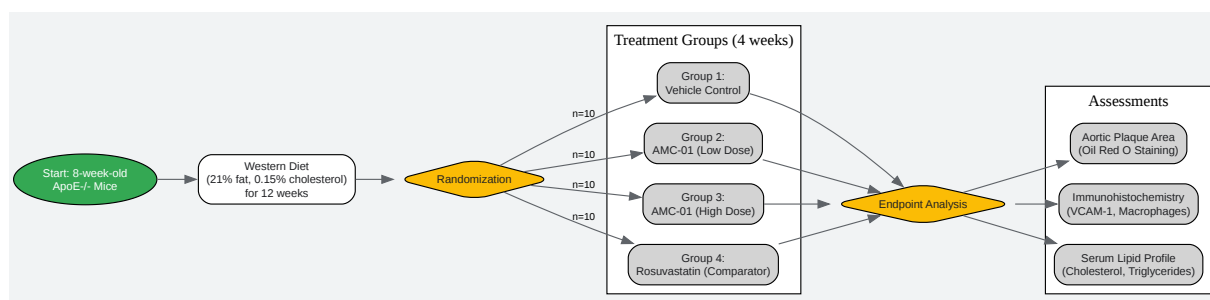 Start: 8-week-old
ApoE-/- Mice
Western Diet
(21% fat, 0.15% cholesterol)
for 12 weeks
Randomization
n=10
n=10
n=10
n=10
Treatment Groups (4 weeks)
Group 1:
Vehicle Control
Group 2:
AMC-01 (Low Dose)
Group 3:
AMC-01 (High Dose)
Group 4:
Rosuvastatin (Comparator)
Endpoint Analysis
Assessments
Aortic Plaque Area
(Oil Red O Staining)
Immunohistochemistry
(VCAM-1, Macrophages)
Serum Lipid Profile
(Cholesterol, Triglycerides)